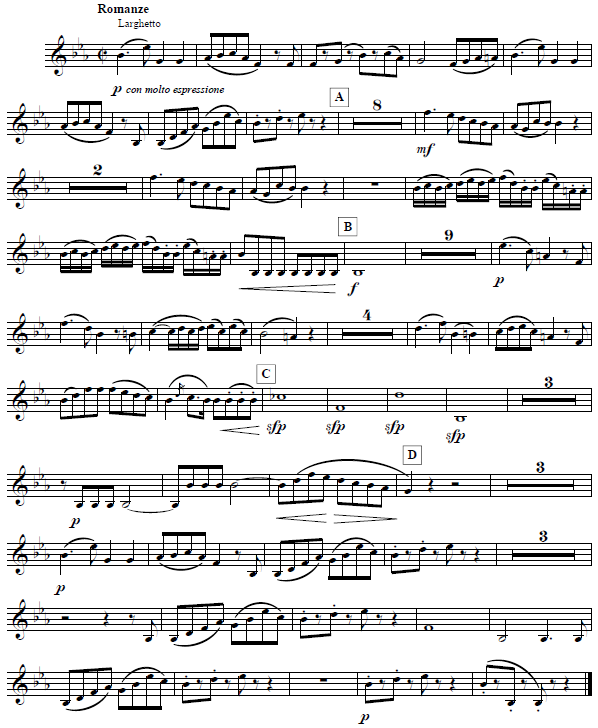 Romanze
Larghetto
p con molto espressione
A
8
mf
2
B
9
f
p
4
C
3
sfp sfp sfp sfp
D
3
p
3
p
p